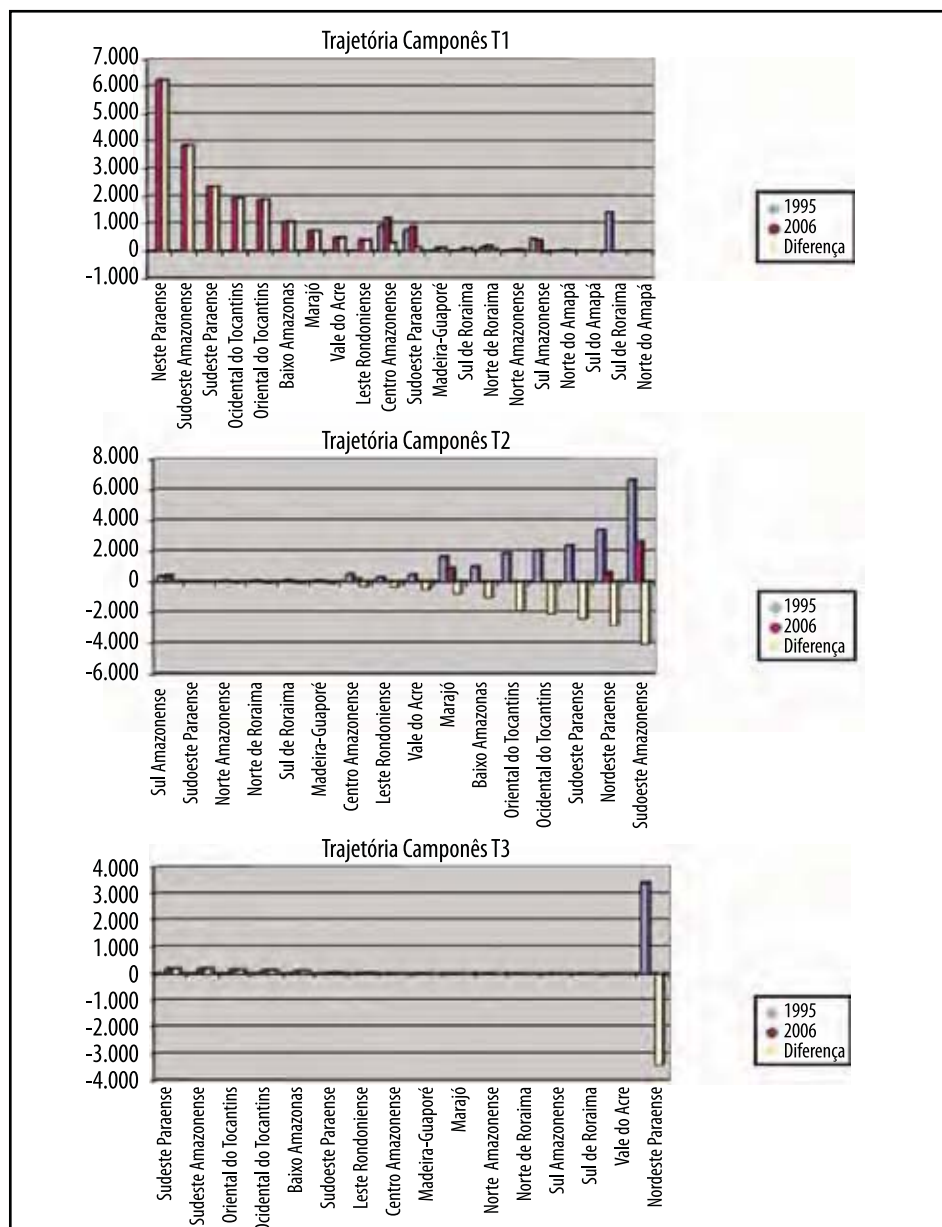 Trajetória Camponês T1
7.000
6.000
5.000
4.000
3.000
2.000
1.000
0
-1.000
Neste Paraense
Sudoeste Amazonense
Sudeste Paraense
Ocidental do Tocantins
Oriental do Tocantins
Baixo Amazonas
Marajó
Vale do Acre
Leste Rondoniense
Centro Amazonense
Sudoeste Paraense
Madeira-Guaporé
Sul de Roraima
Norte de Roraima
Norte Amazonense
Sul Amazonense
Norte do Amapá
Sul do Amapá
Sul de Roraima
Norte do Amapá
1995
2006
Diferença
Trajetória Camponês T2
8.000
6.000
4.000
2.000
0
-2.000
-4.000
-6.000
Sul Amazonense
Sudoeste Paraense
Norte Amazonense
Norte de Roraima
Sul de Roraima
Madeira-Guaporé
Centro Amazonense
Leste Rondoniense
Vale do Acre
Marajó
Baixo Amazonas
Oriental do Tocantins
Ocidental do Tocantins
Sudoeste Paraense
Nordeste Paraense
Sudoeste Amazonense
1995
2006
Diferença
Trajetória Camponês T3
4.000
3.000
2.000
1.000
0
-1.000
-2.000
-3.000
-4.000
Sudeste Paraense
Sudeste Amazonense
Oriental do Tocantins
Ocidental do Tocantins
Baixo Amazonas
Sudoeste Paraense
Leste Rondoniense
Centro Amazonense
Madeira-Guaporé
Marajó
Norte Amazonense
Norte de Roraima
Sul Amazonense
Sul de Roraima
Vale do Acre
Nordeste Paraense
1995
2006
Diferença